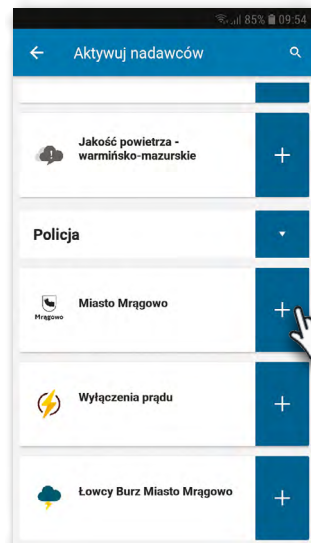 85% 09:54
Aktywuj nadawców
Jakość powietrza -
warmińsko-mazurskie
Policja
Miasto Mrągowo
Mrągowo
Wyłączenia prądu
Łowcy Burz Miasto Mrągowo